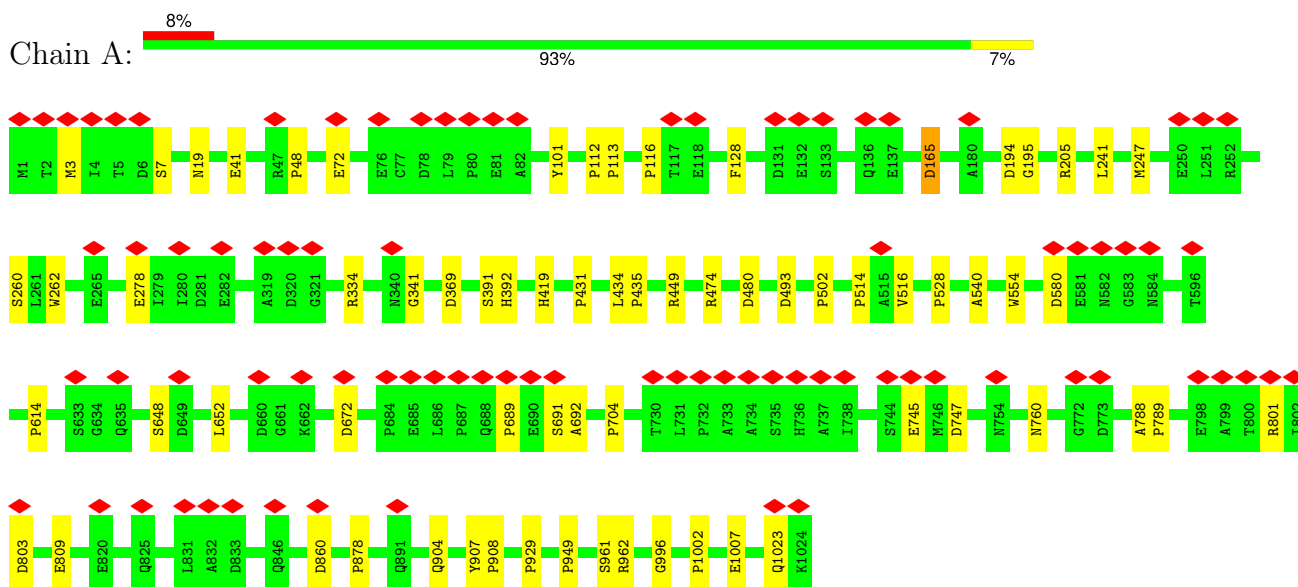 8%
Chain A:
93% 7%
M1 T2 M3 I4 T5 D6 S7 N19 E41 R47 P48 E72 E76 C77 D78 L79 P80 E81 A82 Y101 P112 P113 P116 T117 E118 F128 D131 E132 S133 Q136 E137 D165 A180 D194 G195 R205 L241 M247 E250 L251 R252
S260 L261 W262 E265 E278 I279 I280 D281 E282 A319 D320 G321 R334 N340 G341 D369 S391 H392 H419 P431 L434 P435 R449 R474 D480 D493 P502 P514 A515 V516 P528 A540 W554 D580 E581 N582 G583 N584 T596
P614 S633 G634 Q635 S648 D649 L652 D660 G661 K662 D672 P684 E685 L686 P687 Q688 P689 E690 S691 A692 P704 T730 L731 P732 A733 A734 S735 H736 A737 I738 S744 E745 M746 D747 N754 N760 G772 D773 A788 P789 E798 A799 T800 R801 I802
D803 E809 E820 Q825 L831 A832 D833 Q846 D860 P878 Q891 Q904 Y907 P908 P929 P949 S961 R962 G996 P1002 E1007 Q1023 K1024